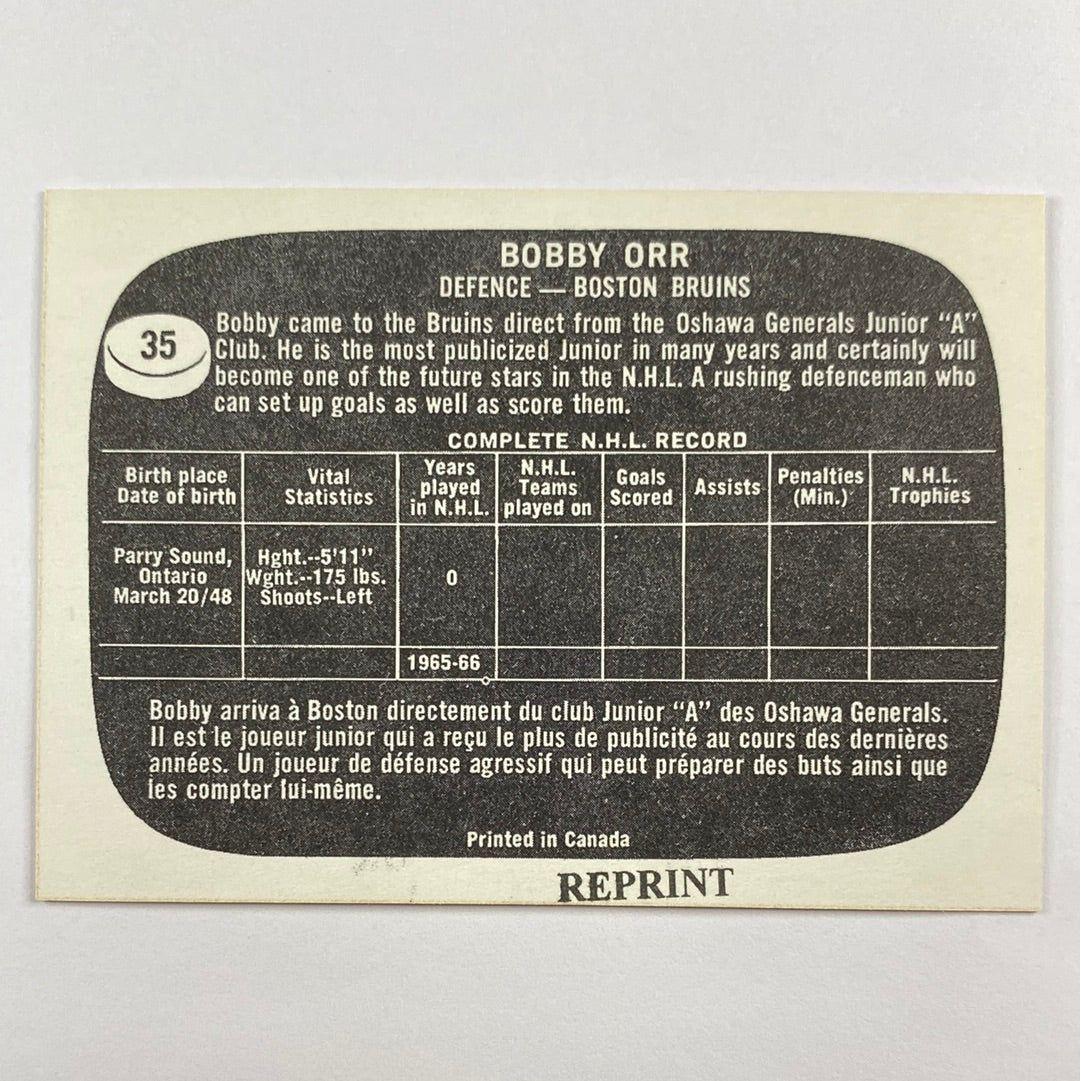 BOBBY ORR
DEFENCE — BOSTON BRUINS
35
Bobby came to the Bruins direct from the Oshawa Generals Junior “A”
Club. He is the most publicized Junior in many years and certainly will
become one of the future stars in the N.H.L. A rushing defenceman who
can set up goals as well as score them.
COMPLETE N.H.L. RECORD
Birth place
Date of birth
Vital
Statistics
Years
played
in N.H.L.
N.H.L.
Teams
played on
Goals
Scored
Assists
Penalties
(Min.)
N.H.L.
Trophies
Parry Sound,
Ontario
March 20/48
Hght.--5'11”
Wght.--175 lbs.
Shoots--Left
0
1965-66
Bobby arriva à Boston directement du club Junior “A” des Oshawa Generals.
Il est le joueur junior qui a reçu le plus de publicité au cours des dernières
années. Un joueur de défense agressif qui peut préparer des buts ainsi que
les compter lui-même.
Printed in Canada
REPRINT